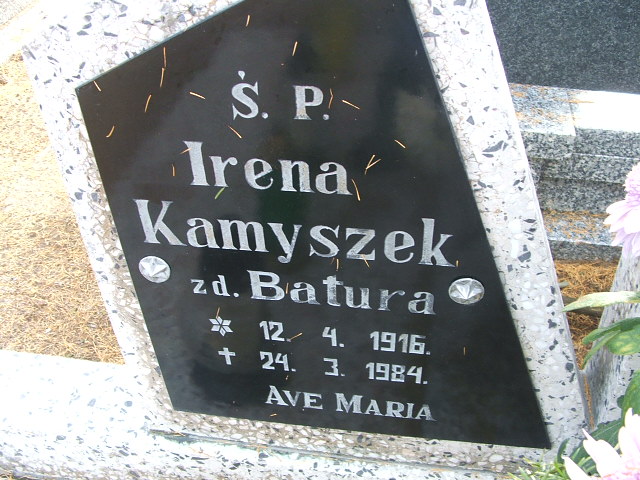 Ś. P.
Irena
Kamyszek
zd. Batura
* 12. 4. 1916.
† 24. 3. 1984.
AVE MARIA